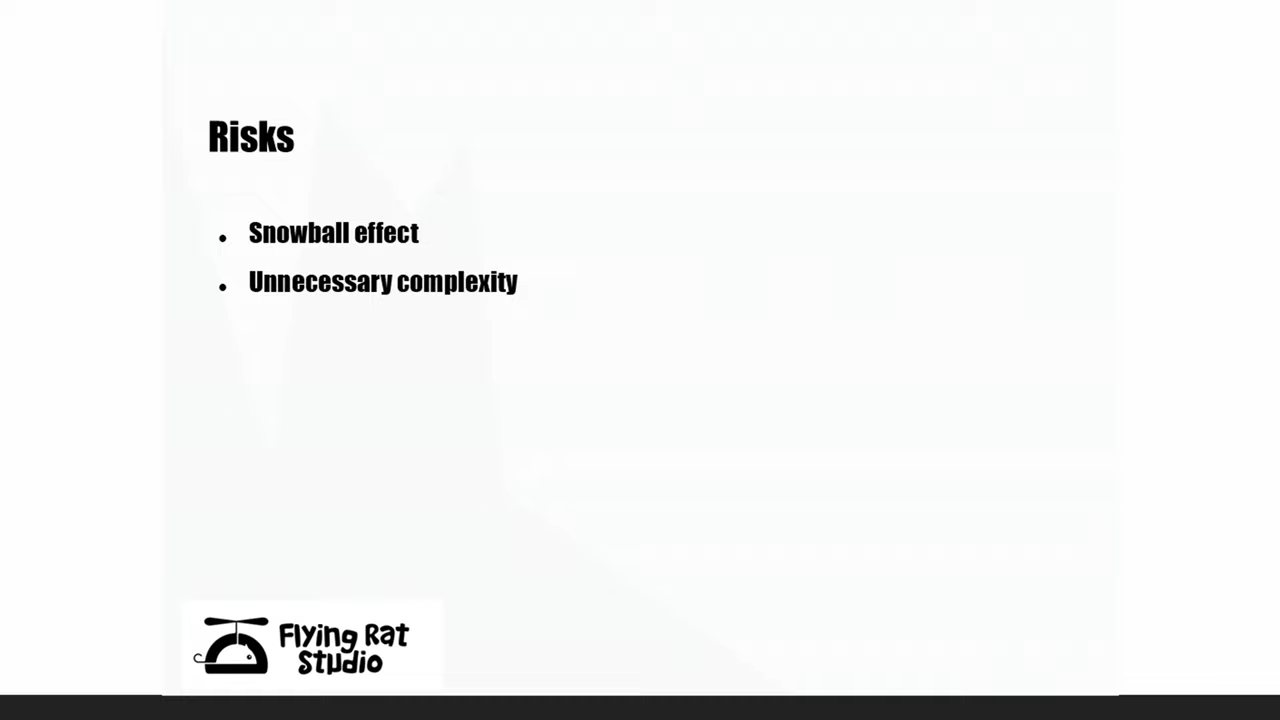 Risks
Snowball effect
Unnecessary complexity
Flying Rat
Studio